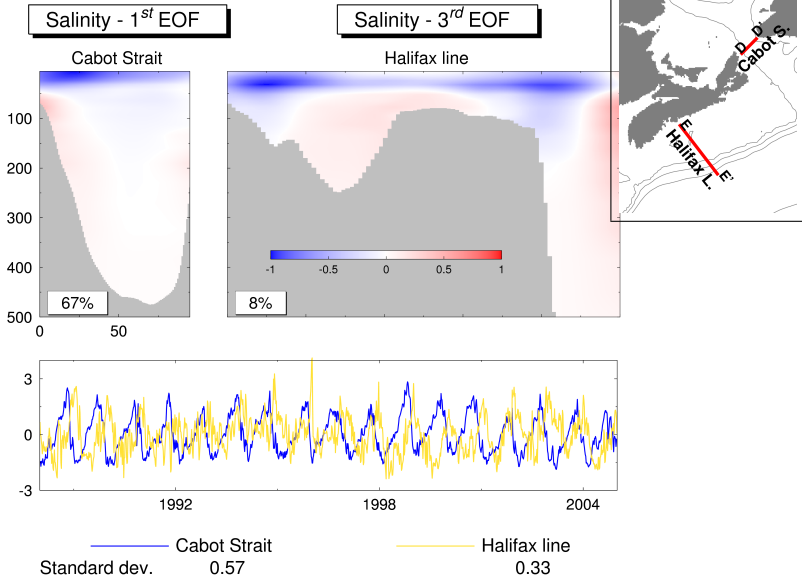 Salinity - 1st EOF
Salinity - 3rd EOF
Cabot Strait
Halifax line
D D'
Cabot S.
E
Halifax L.
E'
100
200
300
400
500
0 50
67%
8%
-1 -0.5 0 0.5 1
3
0
-3
1992 1998 2004
Cabot Strait Halifax line
Standard dev. 0.57 0.33